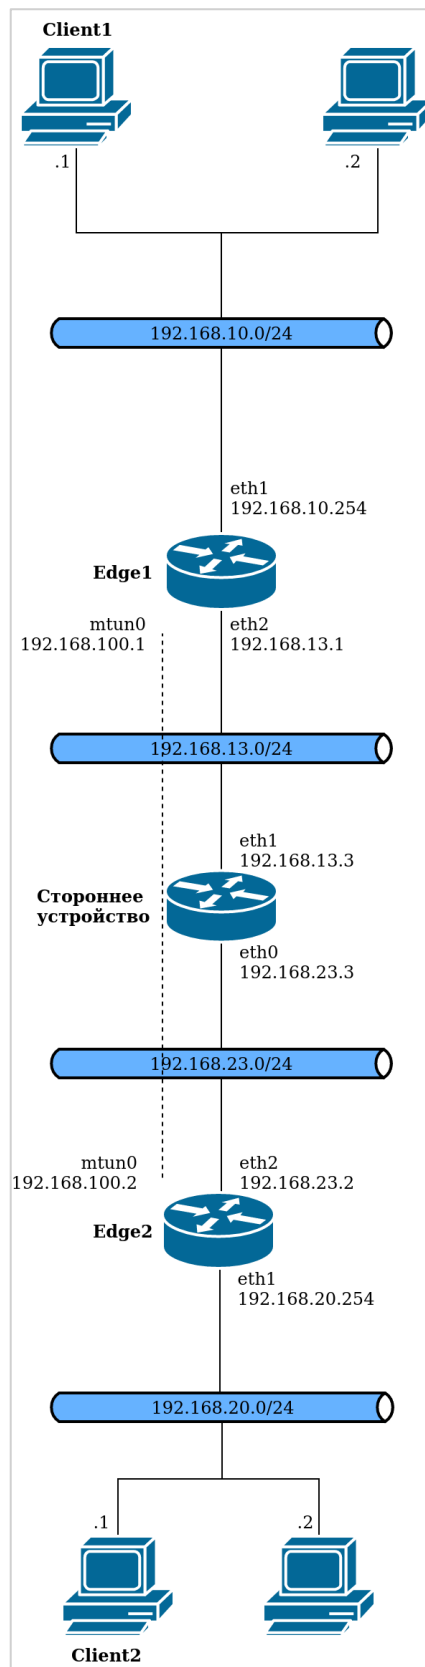 Client1
.1
.2
192.168.10.0/24
eth1
192.168.10.254
Edge1
mtun0
192.168.100.1
eth2
192.168.13.1
192.168.13.0/24
eth1
192.168.13.3
Стороннее
устройство
eth0
192.168.23.3
192.168.23.0/24
mtun0
192.168.100.2
eth2
192.168.23.2
Edge2
eth1
192.168.20.254
192.168.20.0/24
.1
.2
Client2